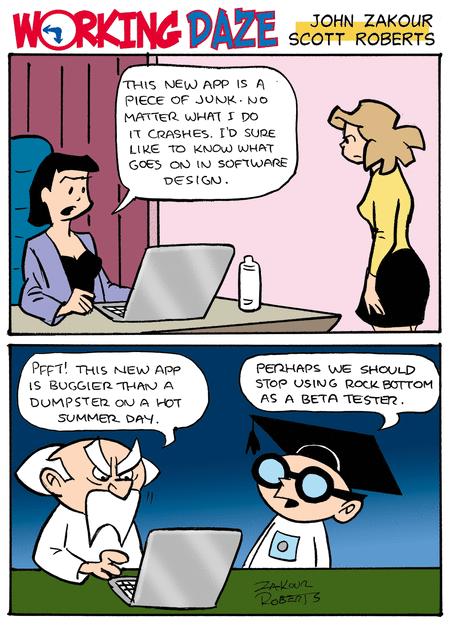 WORKING DAZE
JOHN ZAKOUR
SCOTT ROBERTS
THIS NEW APP IS A
PIECE OF JUNK. NO
MATTER WHAT I DO
IT CRASHES. I'D SURE
LIKE TO KNOW WHAT
GOES ON IN SOFTWARE
DESIGN.
PFFT! THIS NEW APP
IS BUGGIER THAN A
DUMPSTER ON A HOT
SUMMER DAY.
PERHAPS WE SHOULD
STOP USING ROCK BOTTOM
AS A BETA TESTER.
ZAKOUR
ROBERTS